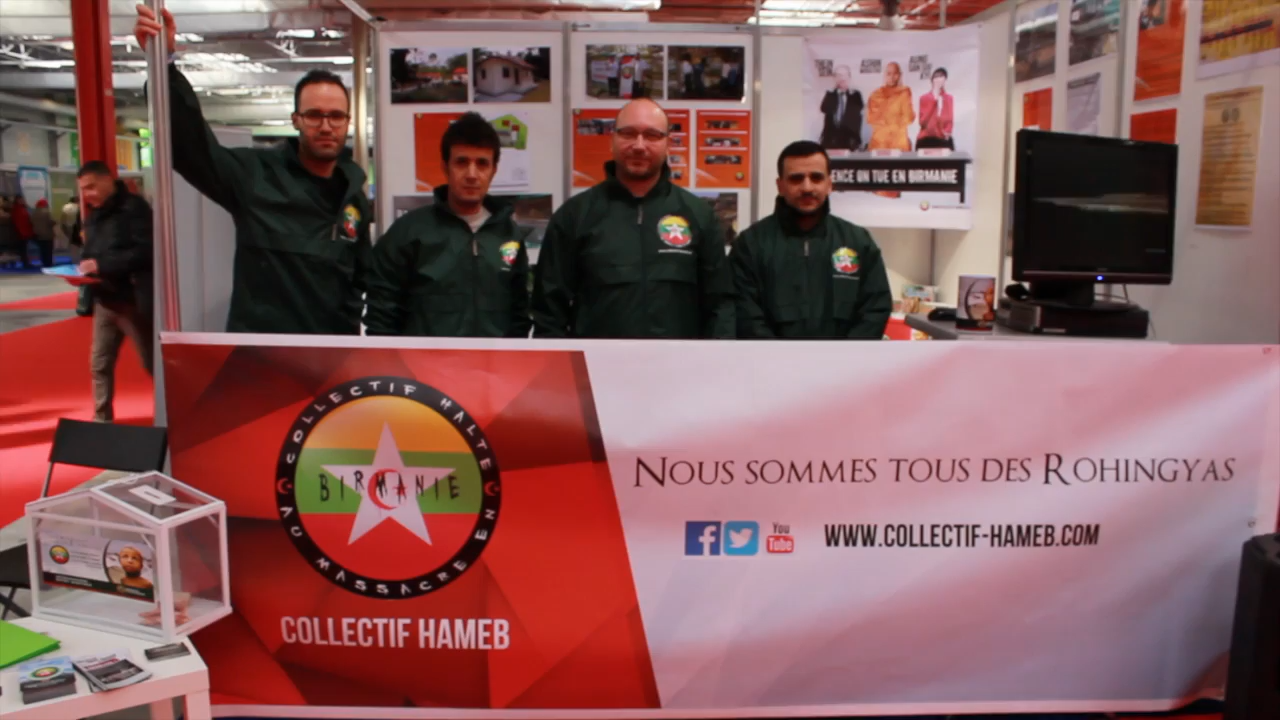 ENCE ON TUE EN BIRMANIE
COLLECTIF HALTE
AU MASSACRE EN
BIRMANIE
COLLECTIF HAMEB
NOUS SOMMES TOUS DES ROHINGYAS
You
Tube
WWW.COLLECTIF-HAMEB.COM